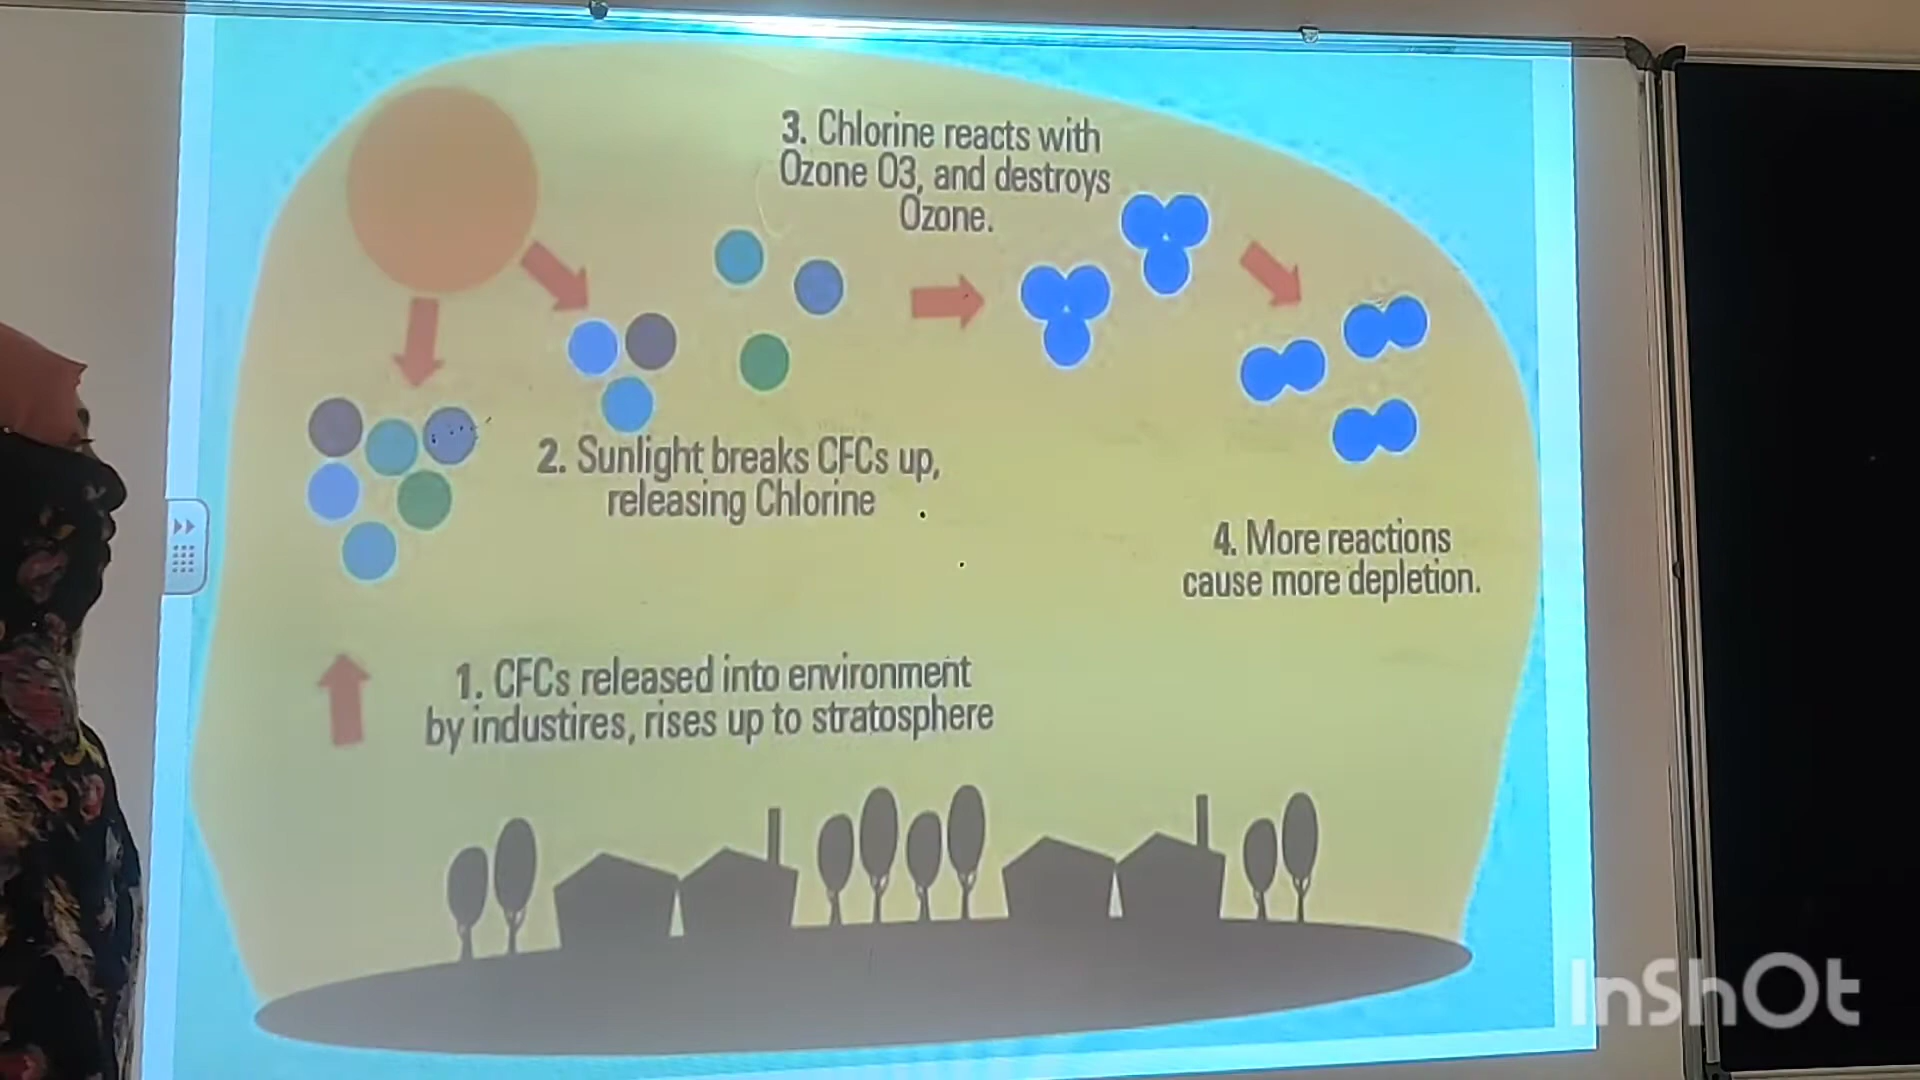 3. Chlorine reacts with
Ozone O3, and destroys
Ozone.
2. Sunlight breaks CFCs up,
releasing Chlorine
4. More reactions
cause more depletion.
1. CFCs released into environment
by industires, rises up to stratosphere
InShOt